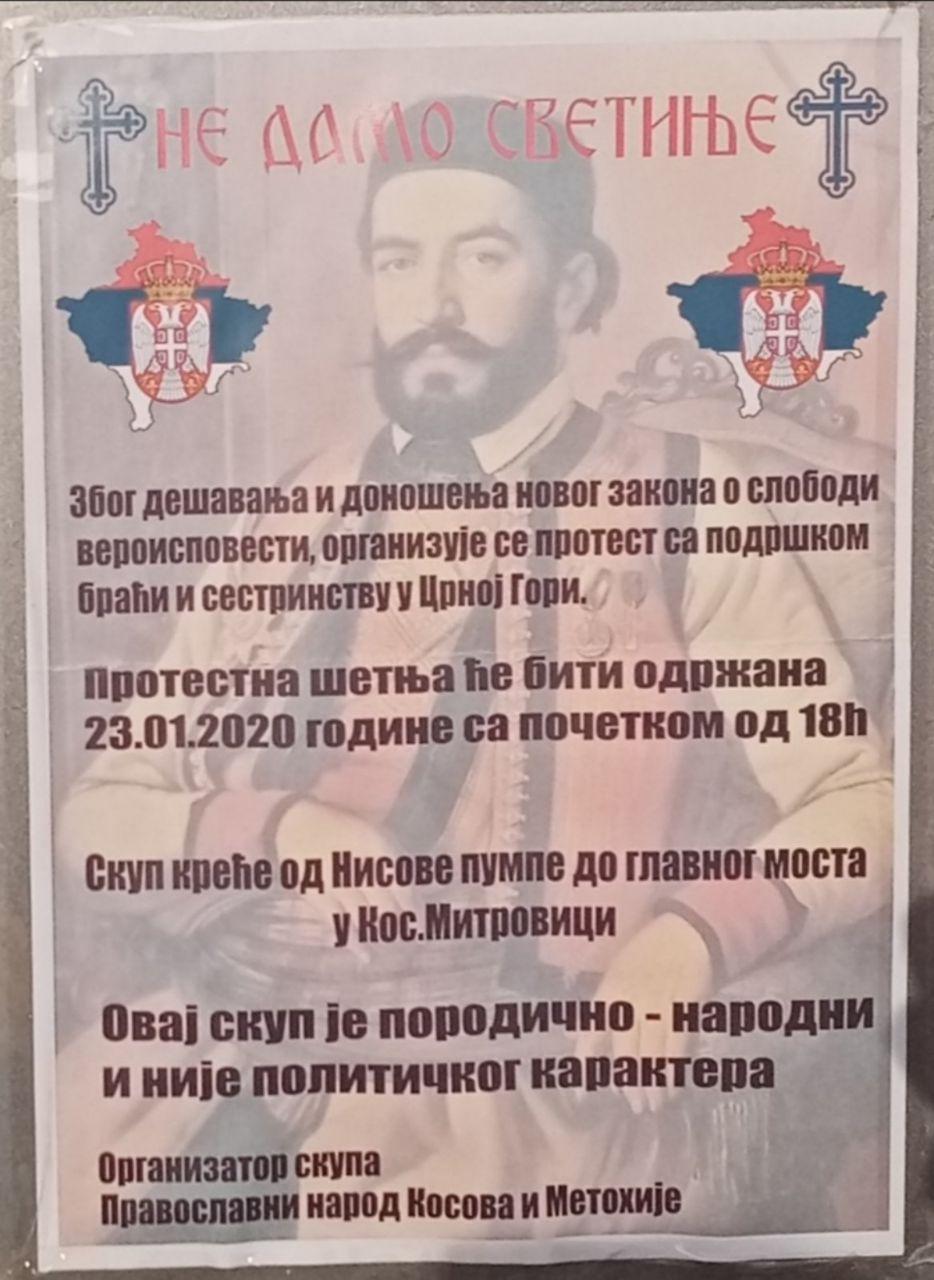 НЕ ДАМО СВЕТИЊЕ
Због дешавања и доношења новог закона о слободи
вероисповести, организује се протест са подршком
браћи и сестринству у Црној Гори.
Протестна шетња ће бити одржана
23.01.2020 године са почетком од 18h
Скуп креће од Нисове пумпе до главног моста
у Кос.Митровици
Овај скуп је породично - народни
и није политичког карактера
Организатор скупа
Православни народ Косова и Метохије